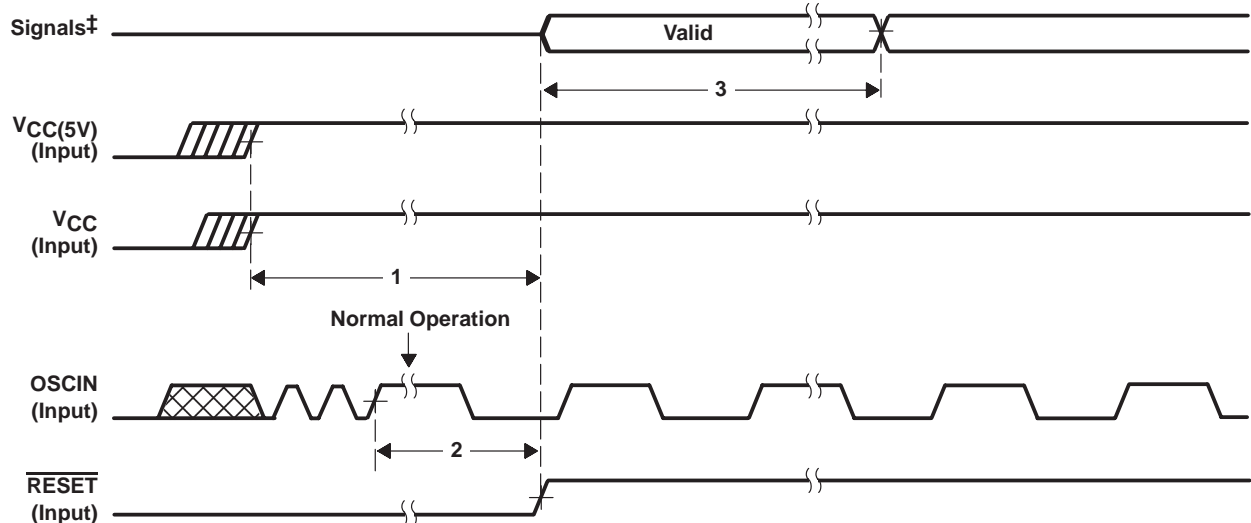 Signals‡
Valid
3
VCC(5V)
(Input)
VCC
(Input)
1
Normal Operation
OSCIN
(Input)
2
RESET
(Input)